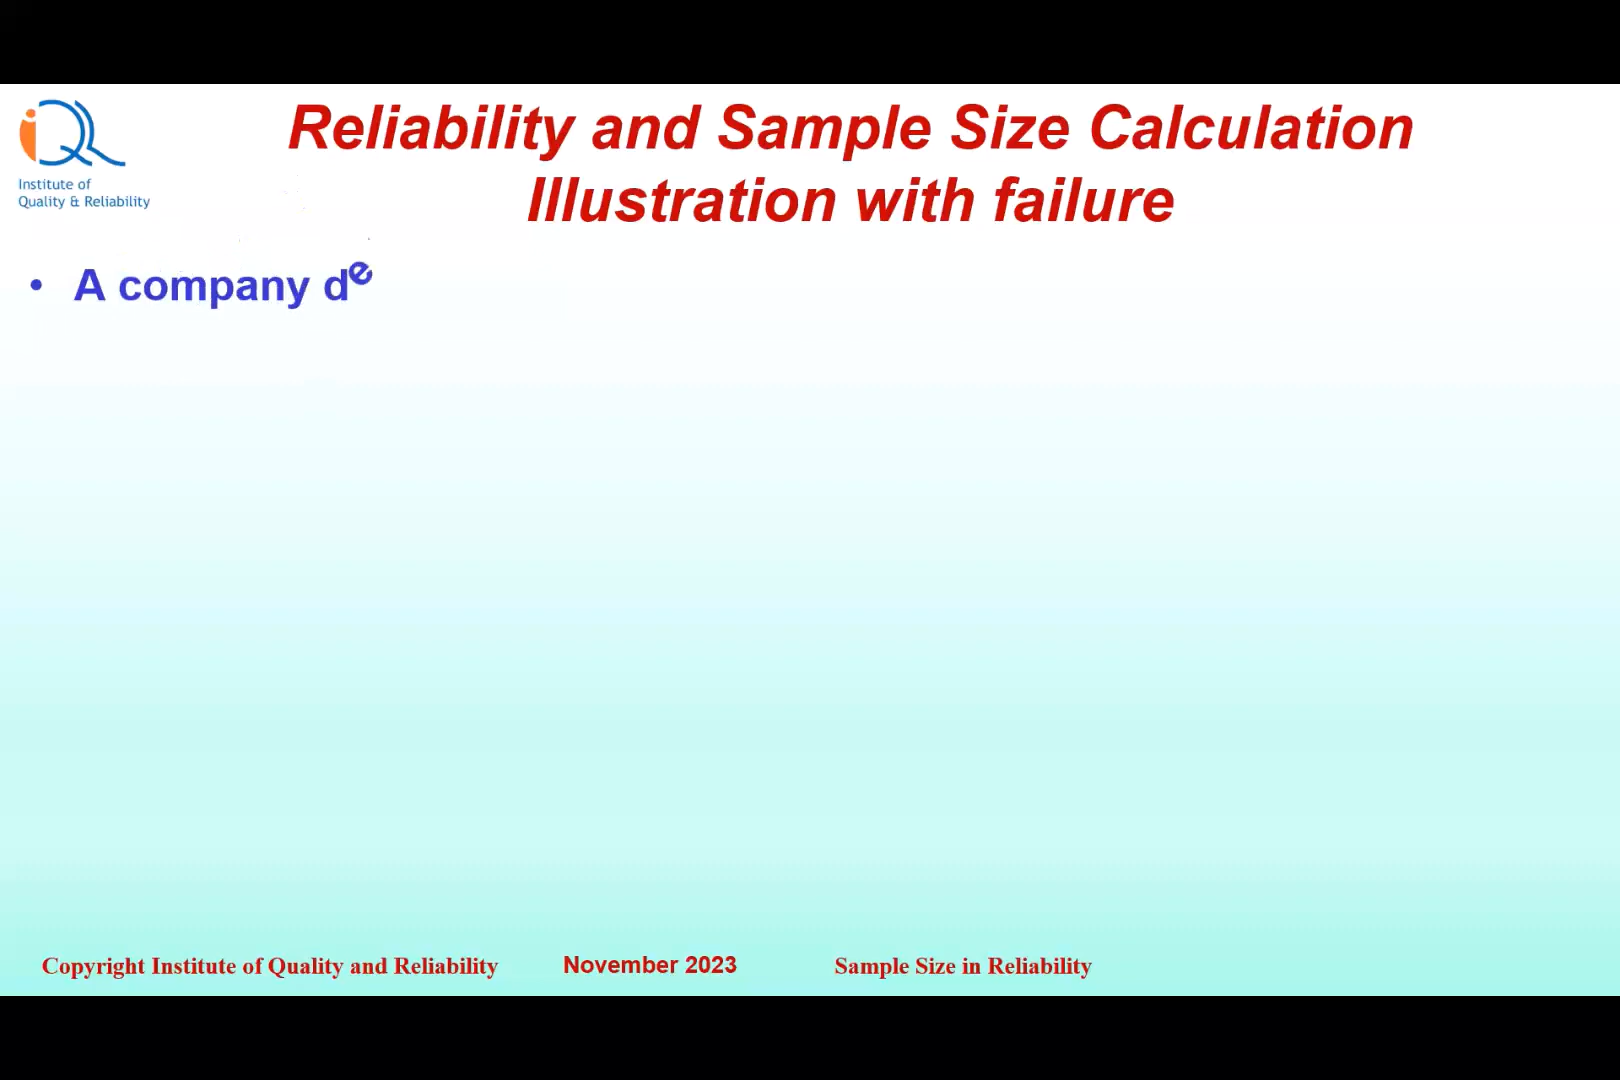 iQ
Institute of
Quality & Reliability
Reliability and Sample Size Calculation
Illustration with failure
• A company de
Copyright Institute of Quality and Reliability
November 2023
Sample Size in Reliability